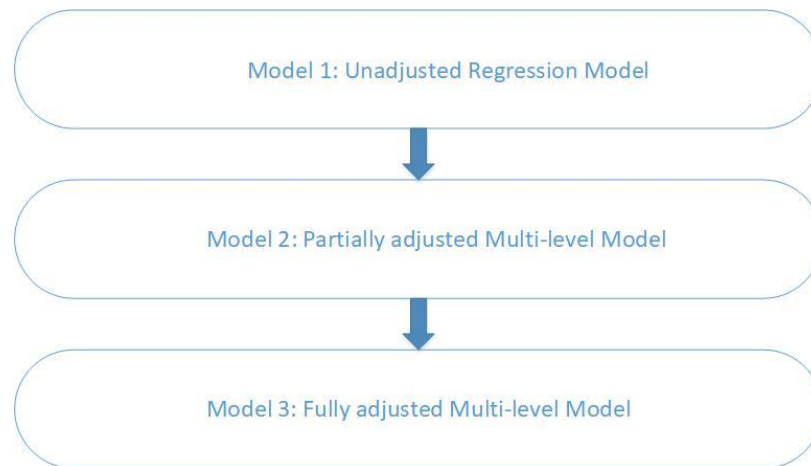 Model 1: Unadjusted Regression Model
Model 2: Partially adjusted Multi-level Model
Model 3: Fully adjusted Multi-level Model